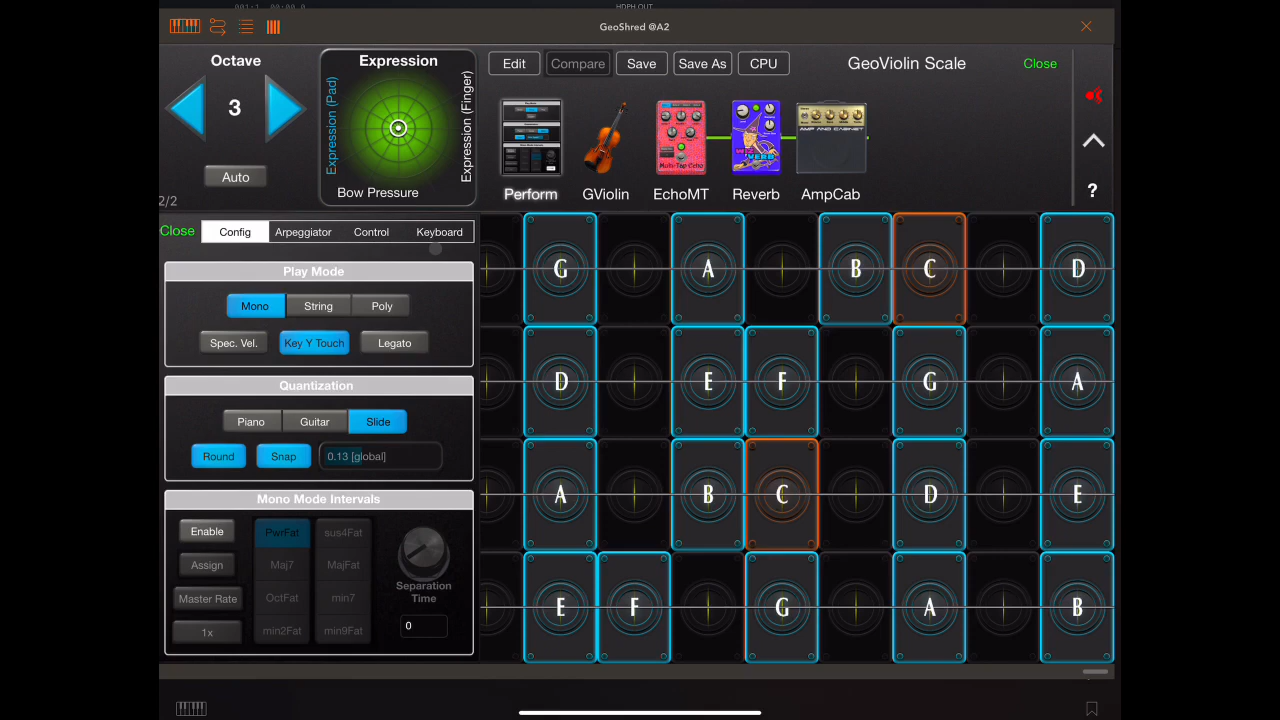 HDPH OUT
GeoShred @A2
Octave
3
Auto
2/2
Expression
Expression (Pad)
Expression (Finger)
Bow Pressure
Edit
Compare
Save
Save As
CPU
GeoViolin Scale
Close
?
Perform
GViolin
EchoMT
Reverb
AmpCab
Close
Config
Arpeggiator
Control
Keyboard
Play Mode
Mono
String
Poly
Spec. Vel.
Key Y Touch
Legato
Quantization
Piano
Guitar
Slide
Round
Snap
0.13 [global]
Mono Mode Intervals
Enable
PwrFat
sus4Fat
Assign
Maj7
MajFat
Master Rate
OctFat
min7
1x
min2Fat
min9Fat
Separation
Time
0
G A B C D
D E F G A
A B C D E
E F G A B